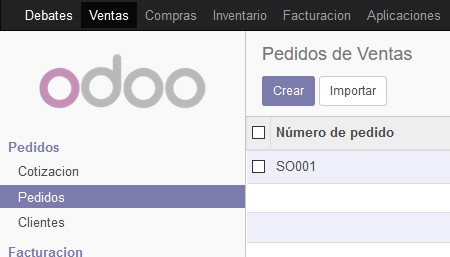 Debates Ventas Compras Inventario Facturacion Aplicaciones
odoo
Pedidos
Cotizacion
Pedidos
Clientes
Facturacion
Pedidos de Ventas
Crear Importar
Número de pedido
SO001